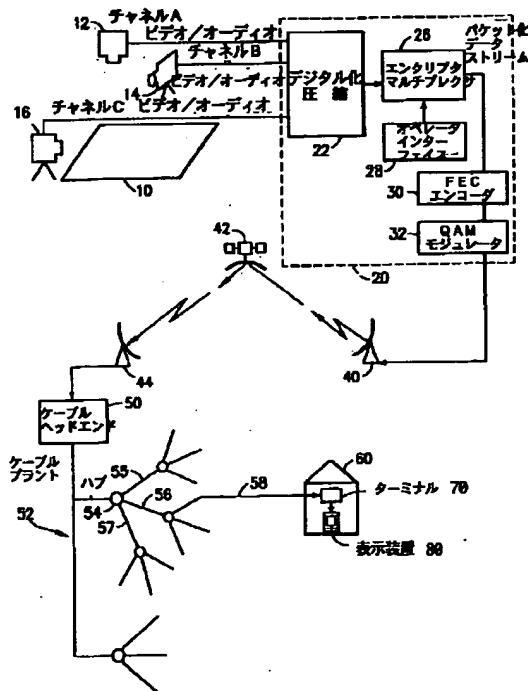 チャネルA
12
ビデオ/オーディオ
チャネルB
14
ビデオ/オーディオ
16
チャネルC
ビデオ/オーディオ
10
デジタル化
圧縮
22
26
エンクリプタ
マルチプレクサ
パケット化
データ
ストリーム
オペレータ
インター
フェイス
28
30
FEC
エンコーダ
32
QAM
モジュレータ
20
42
44
40
50
ケーブル
ヘッドエンド
ケーブル
プラント
52
ハブ
54
55
56
57
58
60
ターミナル 70
表示装置 80